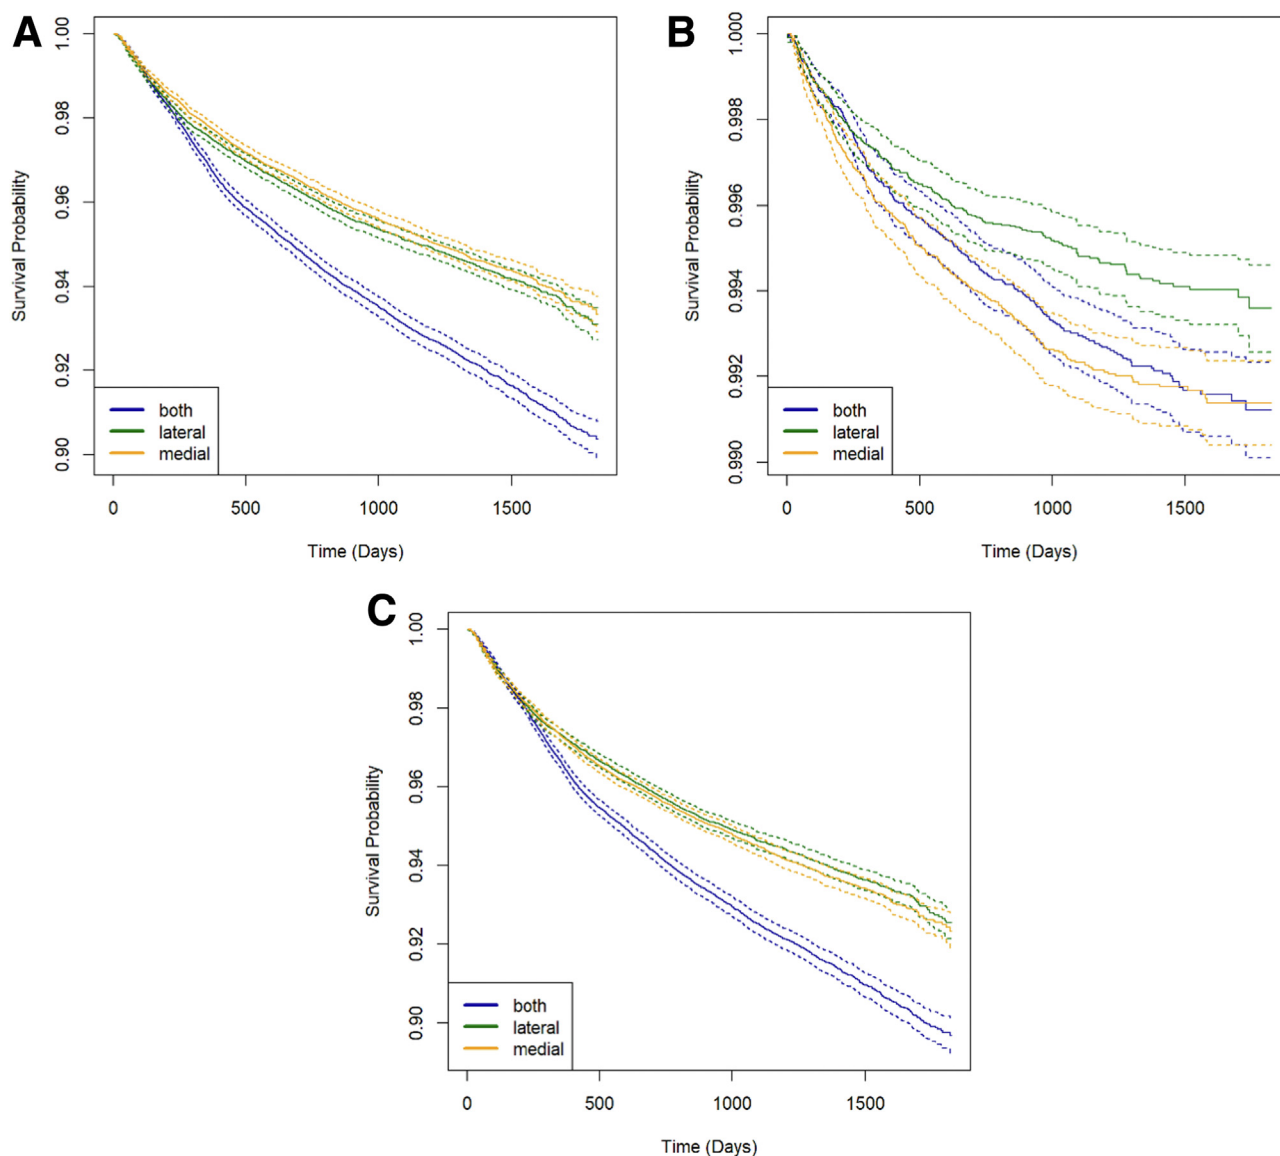 A
1.00
0.98
0.96
0.94
0.92
0.90
Survival Probability
both
lateral
medial
0 500 1000 1500
Time (Days)
B
1.000
0.998
0.996
0.994
0.992
0.990
Survival Probability
both
lateral
medial
0 500 1000 1500
Time (Days)
C
1.00
0.98
0.96
0.94
0.92
0.90
Survival Probability
both
lateral
medial
0 500 1000 1500
Time (Days)